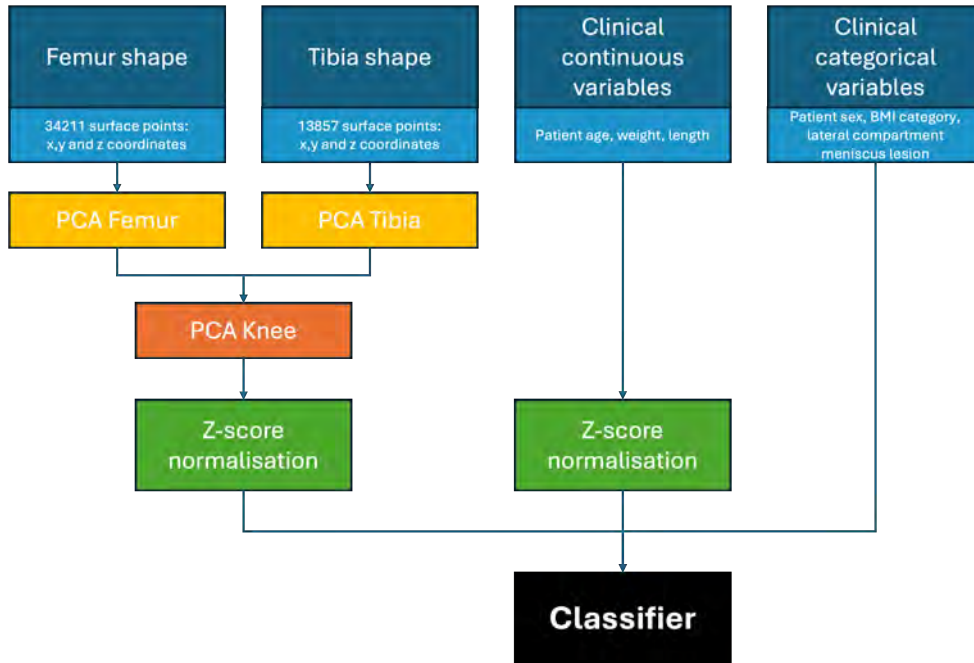 Femur shape
34211 surface points:
x,y and z coordinates
Tibia shape
13857 surface points:
x,y and z coordinates
Clinical
continuous
variables
Patient age, weight, length
Clinical
categorical
variables
Patient sex, BMI category,
lateral compartment
meniscus lesion
PCA Femur
PCA Tibia
PCA Knee
Z-score
normalisation
Z-score
normalisation
Classifier